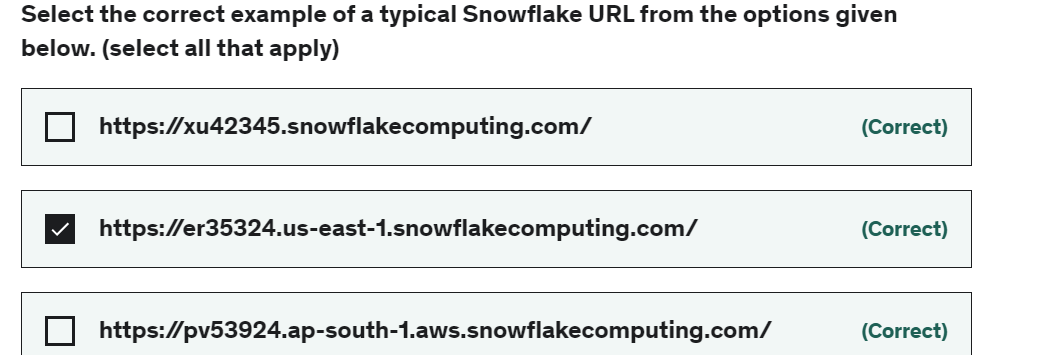 Select the correct example of a typical Snowflake URL from the options given
below. (select all that apply)
https://xu42345.snowflakecomputing.com/ (Correct)
https://er35324.us-east-1.snowflakecomputing.com/ (Correct)
https://pv53924.ap-south-1.aws.snowflakecomputing.com/ (Correct)